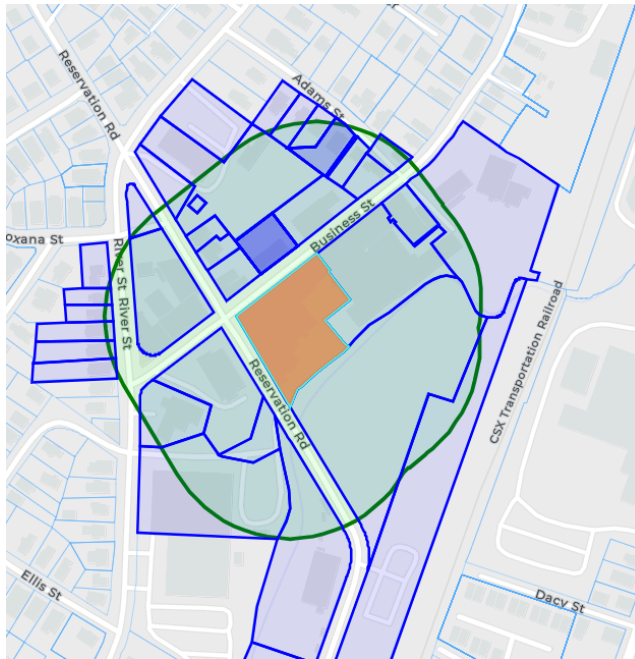 Reservation Rd
Adams St
oxana St
River St
River St
Business St
Reservation Rd
CSX Transportation Railroad
Ellis St
Dacy St